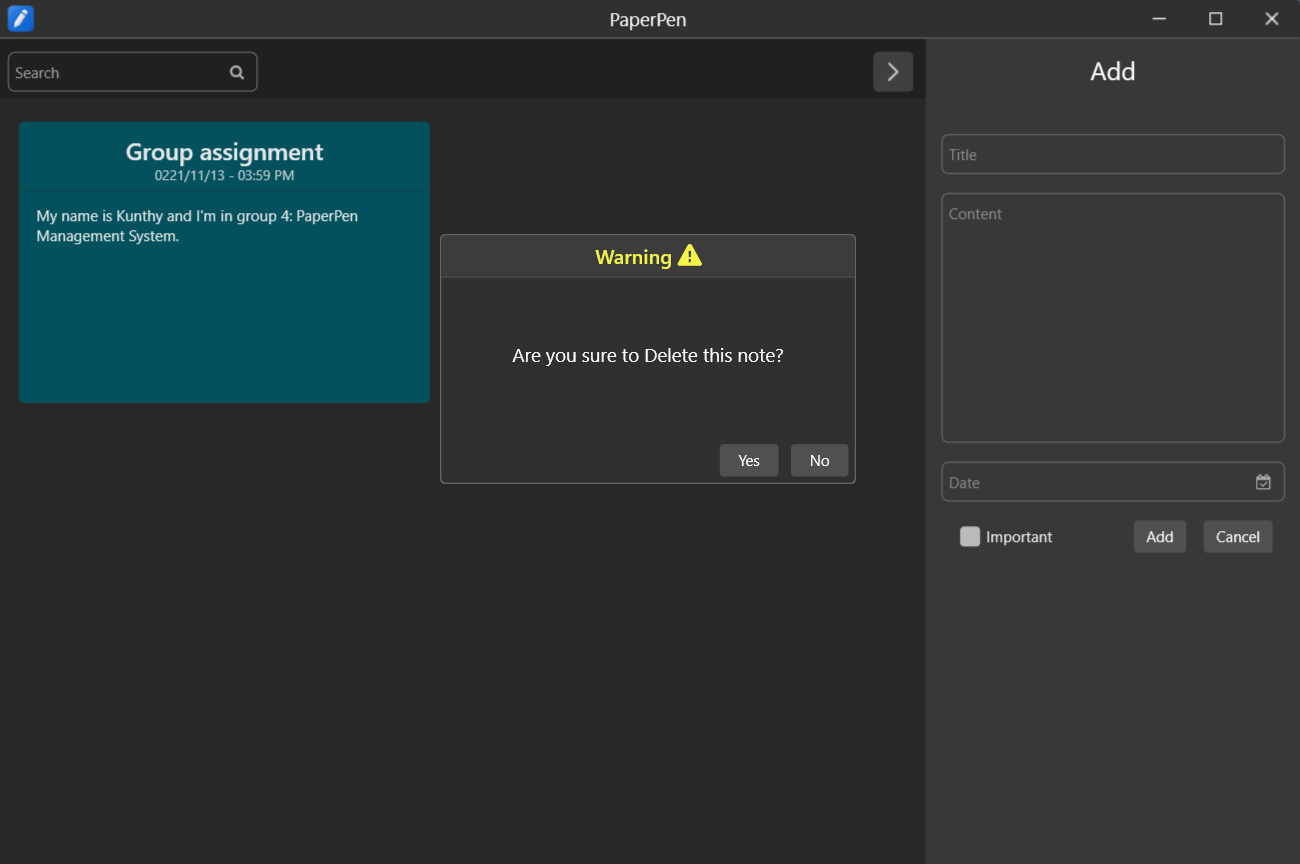 PaperPen
Search
Add
Group assignment
0221/11/13 - 03:59 PM
My name is Kunthy and I'm in group 4: PaperPen
Management System.
Warning
Are you sure to Delete this note?
Yes
No
Title
Content
Date
Important
Add
Cancel